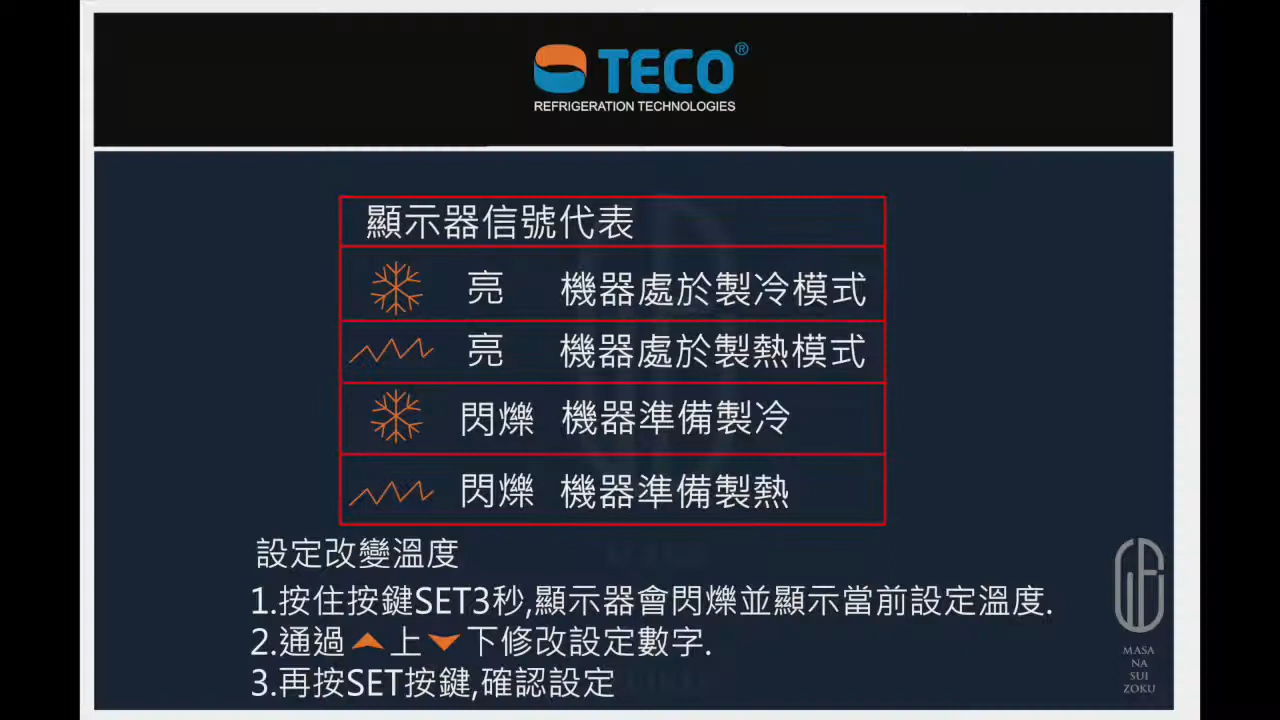 TECO®
REFRIGERATION TECHNOLOGIES
顯示器信號代表
亮 機器處於製冷模式
亮 機器處於製熱模式
閃爍 機器準備製冷
閃爍 機器準備製熱
設定改變溫度
1.按住按鍵SET3秒,顯示器會閃爍並顯示當前設定溫度.
2.通過上下修改設定數字.
3.再按SET按鍵,確認設定
MASA
NA
SUI
ZOKU